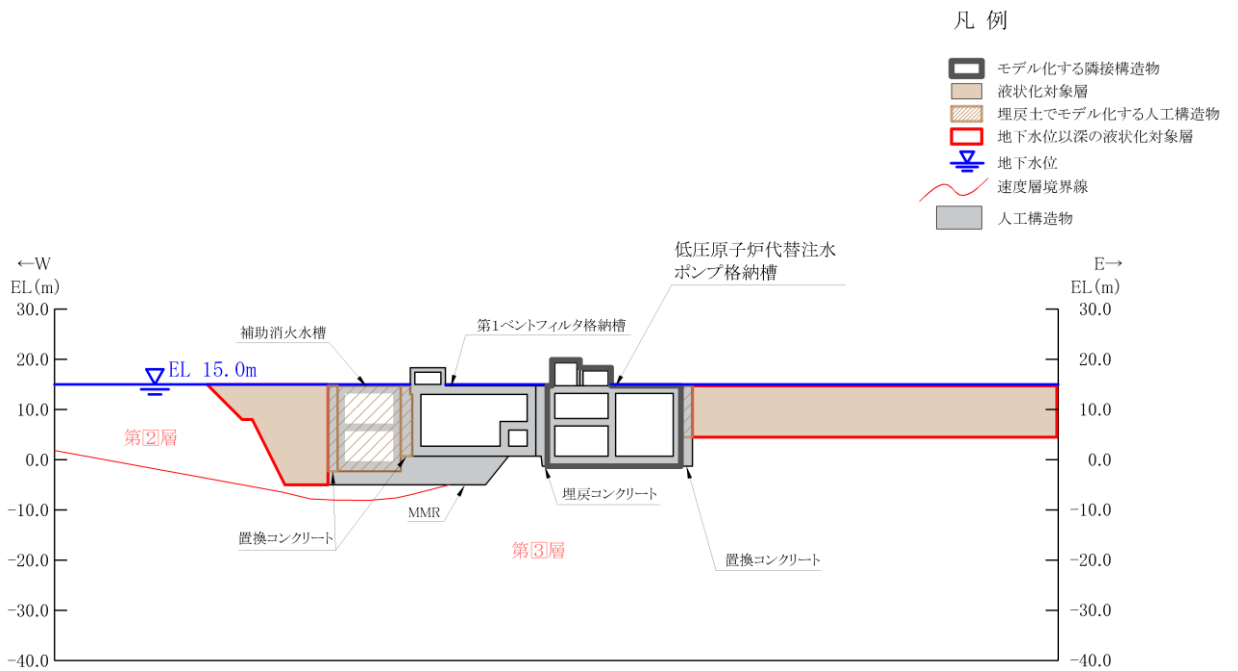 凡 例
モデル化する隣接構造物
液状化対象層
埋戻土でモデル化する人工構造物
地下水位以深の液状化対象層
地下水位
速度層境界線
人工構造物
低圧原子炉代替注水
ポンプ格納槽
←W
EL(m)
E→
EL(m)
補助消火水槽
第1ベントフィルタ格納槽
EL 15.0m
第②層
第③層
埋戻コンクリート
MMR
置換コンクリート
置換コンクリート
30.0
20.0
10.0
0.0
-10.0
-20.0
-30.0
-40.0
30.0
20.0
10.0
0.0
-10.0
-20.0
-30.0
-40.0